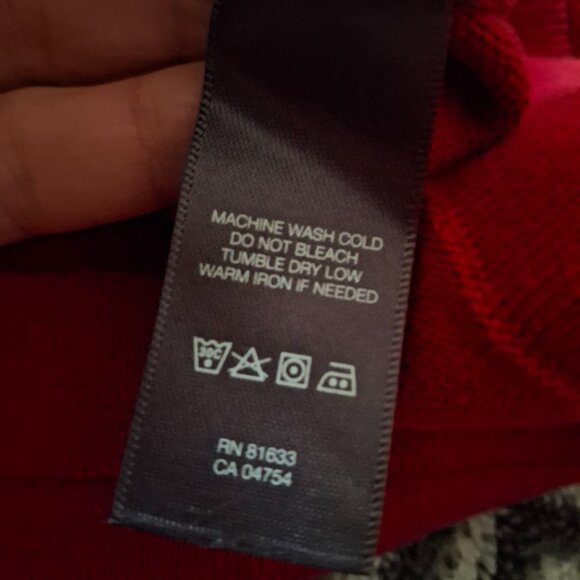 MACHINE WASH COLD
DO NOT BLEACH
TUMBLE DRY LOW
WARM IRON IF NEEDED
30C
RN 81633
CA 04754